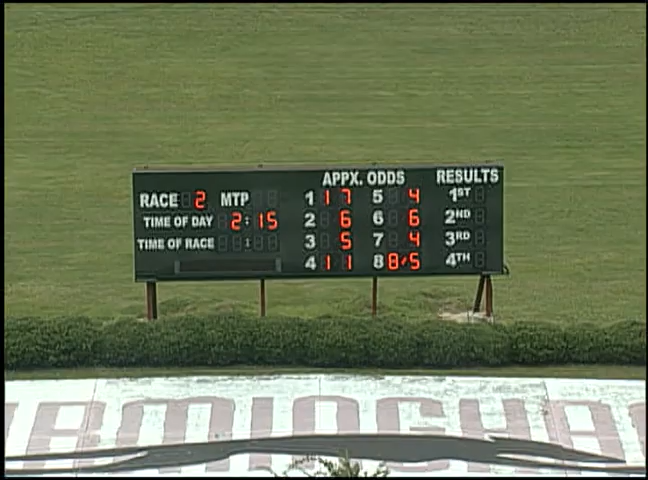 APPX. ODDS RESULTS
RACE 2 MTP 1 17 5 4 1ST
TIME OF DAY 2:15 2 6 6 6 2ND
TIME OF RACE : 3 5 7 4 3RD
4 11 8 8/5 4TH
BIRMINGHA